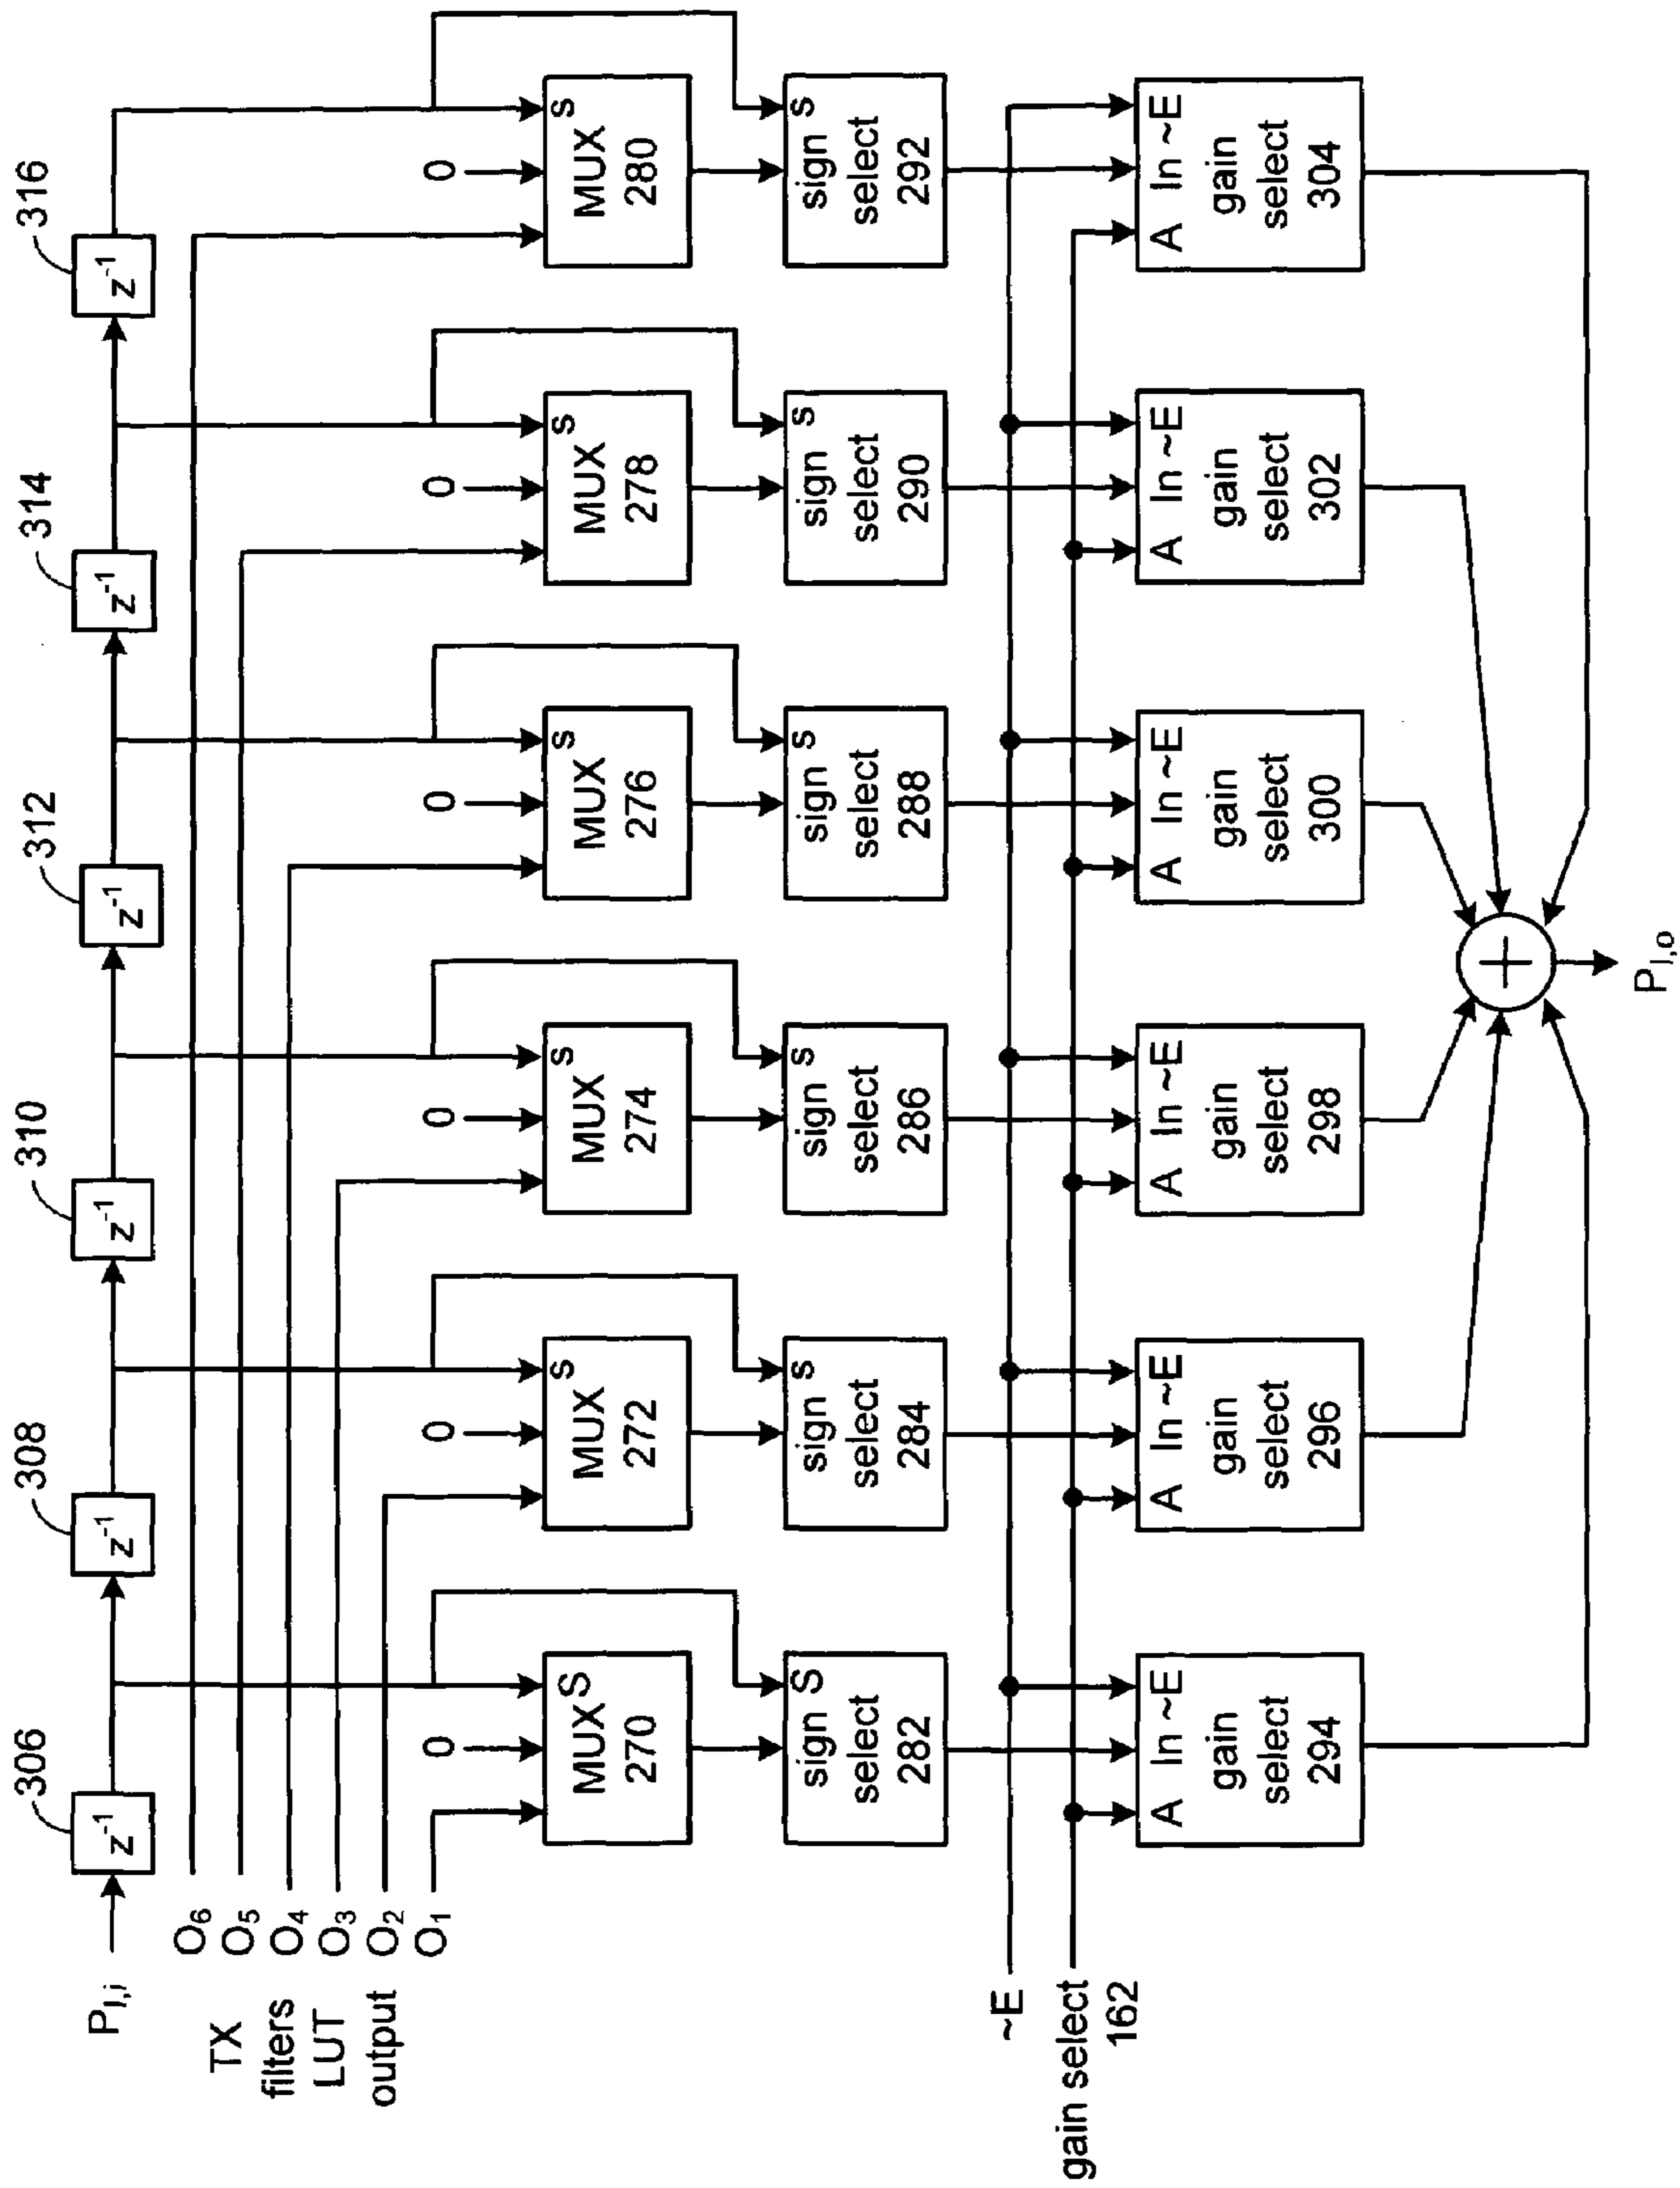 306
308
310
312
314
316
P_I,i
z⁻¹
z⁻¹
z⁻¹
z⁻¹
z⁻¹
z⁻¹
O₆
O₅
O₄
O₃
O₂
O₁
TX
filters
LUT
output
0
0
0
0
0
0
MUX S
270
MUX s
272
MUX s
274
MUX s
276
MUX s
278
MUX s
280
sign S
select
282
sign s
select
284
sign s
select
286
sign s
select
288
sign s
select
290
sign s
select
292
~E
gain select
162
A In ~E
gain
select
294
A In ~E
gain
select
296
A In ~E
gain
select
298
A In ~E
gain
select
300
A In ~E
gain
select
302
A In ~E
gain
select
304
+
P_I,o